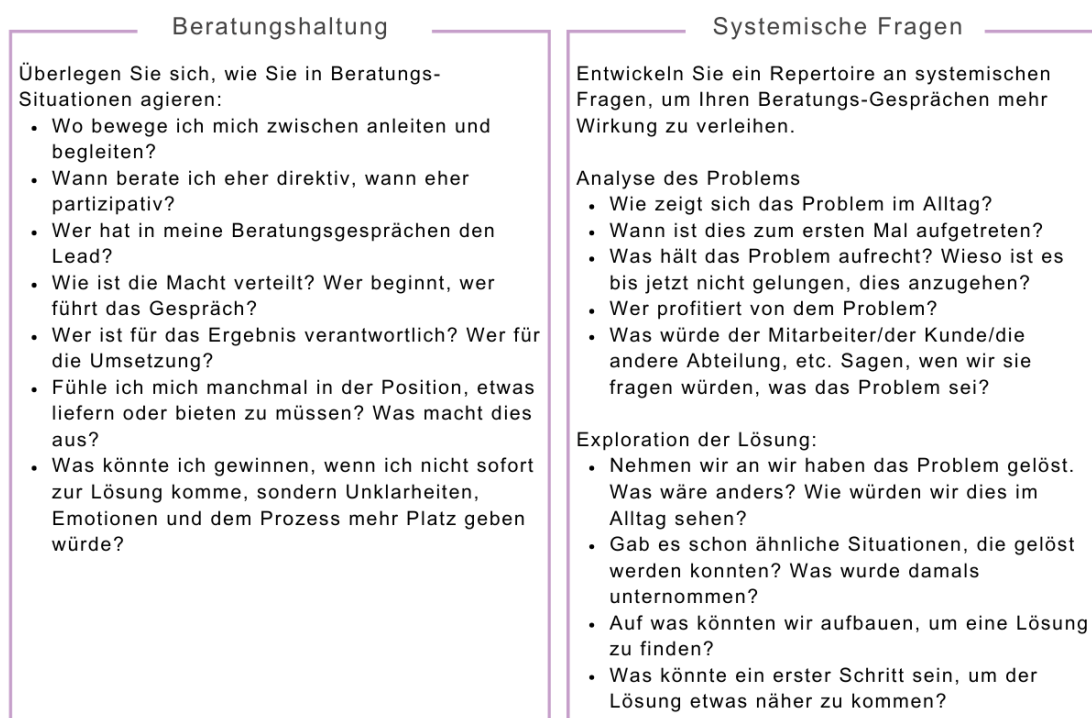 Beratungshaltung
Überlegen Sie sich, wie Sie in Beratungs-
Situationen agieren:
• Wo bewege ich mich zwischen anleiten und
begleiten?
• Wann berate ich eher direktiv, wann eher
partizipativ?
• Wer hat in meine Beratungsgesprächen den
Lead?
• Wie ist die Macht verteilt? Wer beginnt, wer
führt das Gespräch?
• Wer ist für das Ergebnis verantwortlich? Wer für
die Umsetzung?
• Fühle ich mich manchmal in der Position, etwas
liefern oder bieten zu müssen? Was macht dies
aus?
• Was könnte ich gewinnen, wenn ich nicht sofort
zur Lösung komme, sondern Unklarheiten,
Emotionen und dem Prozess mehr Platz geben
würde?
Systemische Fragen
Entwickeln Sie ein Repertoire an systemischen
Fragen, um Ihren Beratungs-Gesprächen mehr
Wirkung zu verleihen.
Analyse des Problems
• Wie zeigt sich das Problem im Alltag?
• Wann ist dies zum ersten Mal aufgetreten?
• Was hält das Problem aufrecht? Wieso ist es
bis jetzt nicht gelungen, dies anzugehen?
• Wer profitiert von dem Problem?
• Was würde der Mitarbeiter/der Kunde/die
andere Abteilung, etc. Sagen, wen wir sie
fragen würden, was das Problem sei?
Exploration der Lösung:
• Nehmen wir an wir haben das Problem gelöst.
Was wäre anders? Wie würden wir dies im
Alltag sehen?
• Gab es schon ähnliche Situationen, die gelöst
werden konnten? Was wurde damals
unternommen?
• Auf was könnten wir aufbauen, um eine Lösung
zu finden?
• Was könnte ein erster Schritt sein, um der
Lösung etwas näher zu kommen?